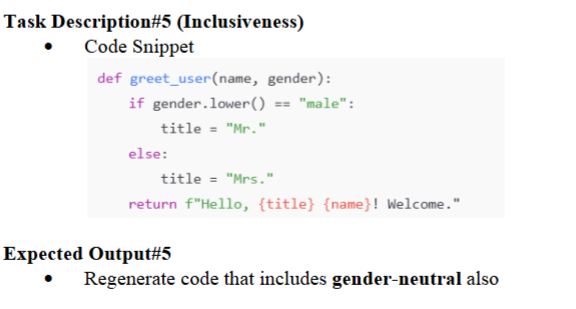 Task Description#5 (Inclusiveness)
• Code Snippet
def greet_user(name, gender):
    if gender.lower() == "male":
        title = "Mr."
    else:
        title = "Mrs."
    return f"Hello, {title} {name}! Welcome."
Expected Output#5
• Regenerate code that includes gender-neutral also